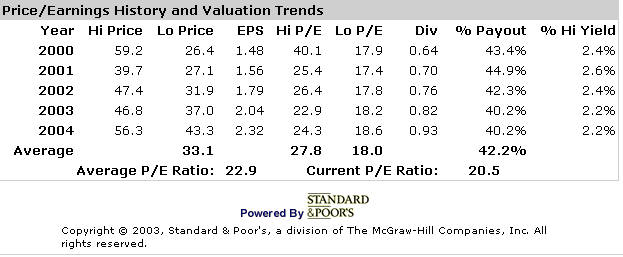 Price/Earnings History and Valuation Trends
Year Hi Price Lo Price EPS Hi P/E Lo P/E Div % Payout % Hi Yield
2000 59.2 26.4 1.48 40.1 17.9 0.64 43.4% 2.4%
2001 39.7 27.1 1.56 25.4 17.4 0.70 44.9% 2.6%
2002 47.4 31.9 1.79 26.4 17.8 0.76 42.3% 2.4%
2003 46.8 37.0 2.04 22.9 18.2 0.82 40.2% 2.2%
2004 56.3 43.3 2.32 24.3 18.6 0.93 40.2% 2.2%
Average 33.1 27.8 18.0 42.2%
Average P/E Ratio: 22.9 Current P/E Ratio: 20.5
STANDARD
Powered By &POOR'S
Copyright © 2003, Standard & Poor's, a division of The McGraw-Hill Companies, Inc. All
rights reserved.